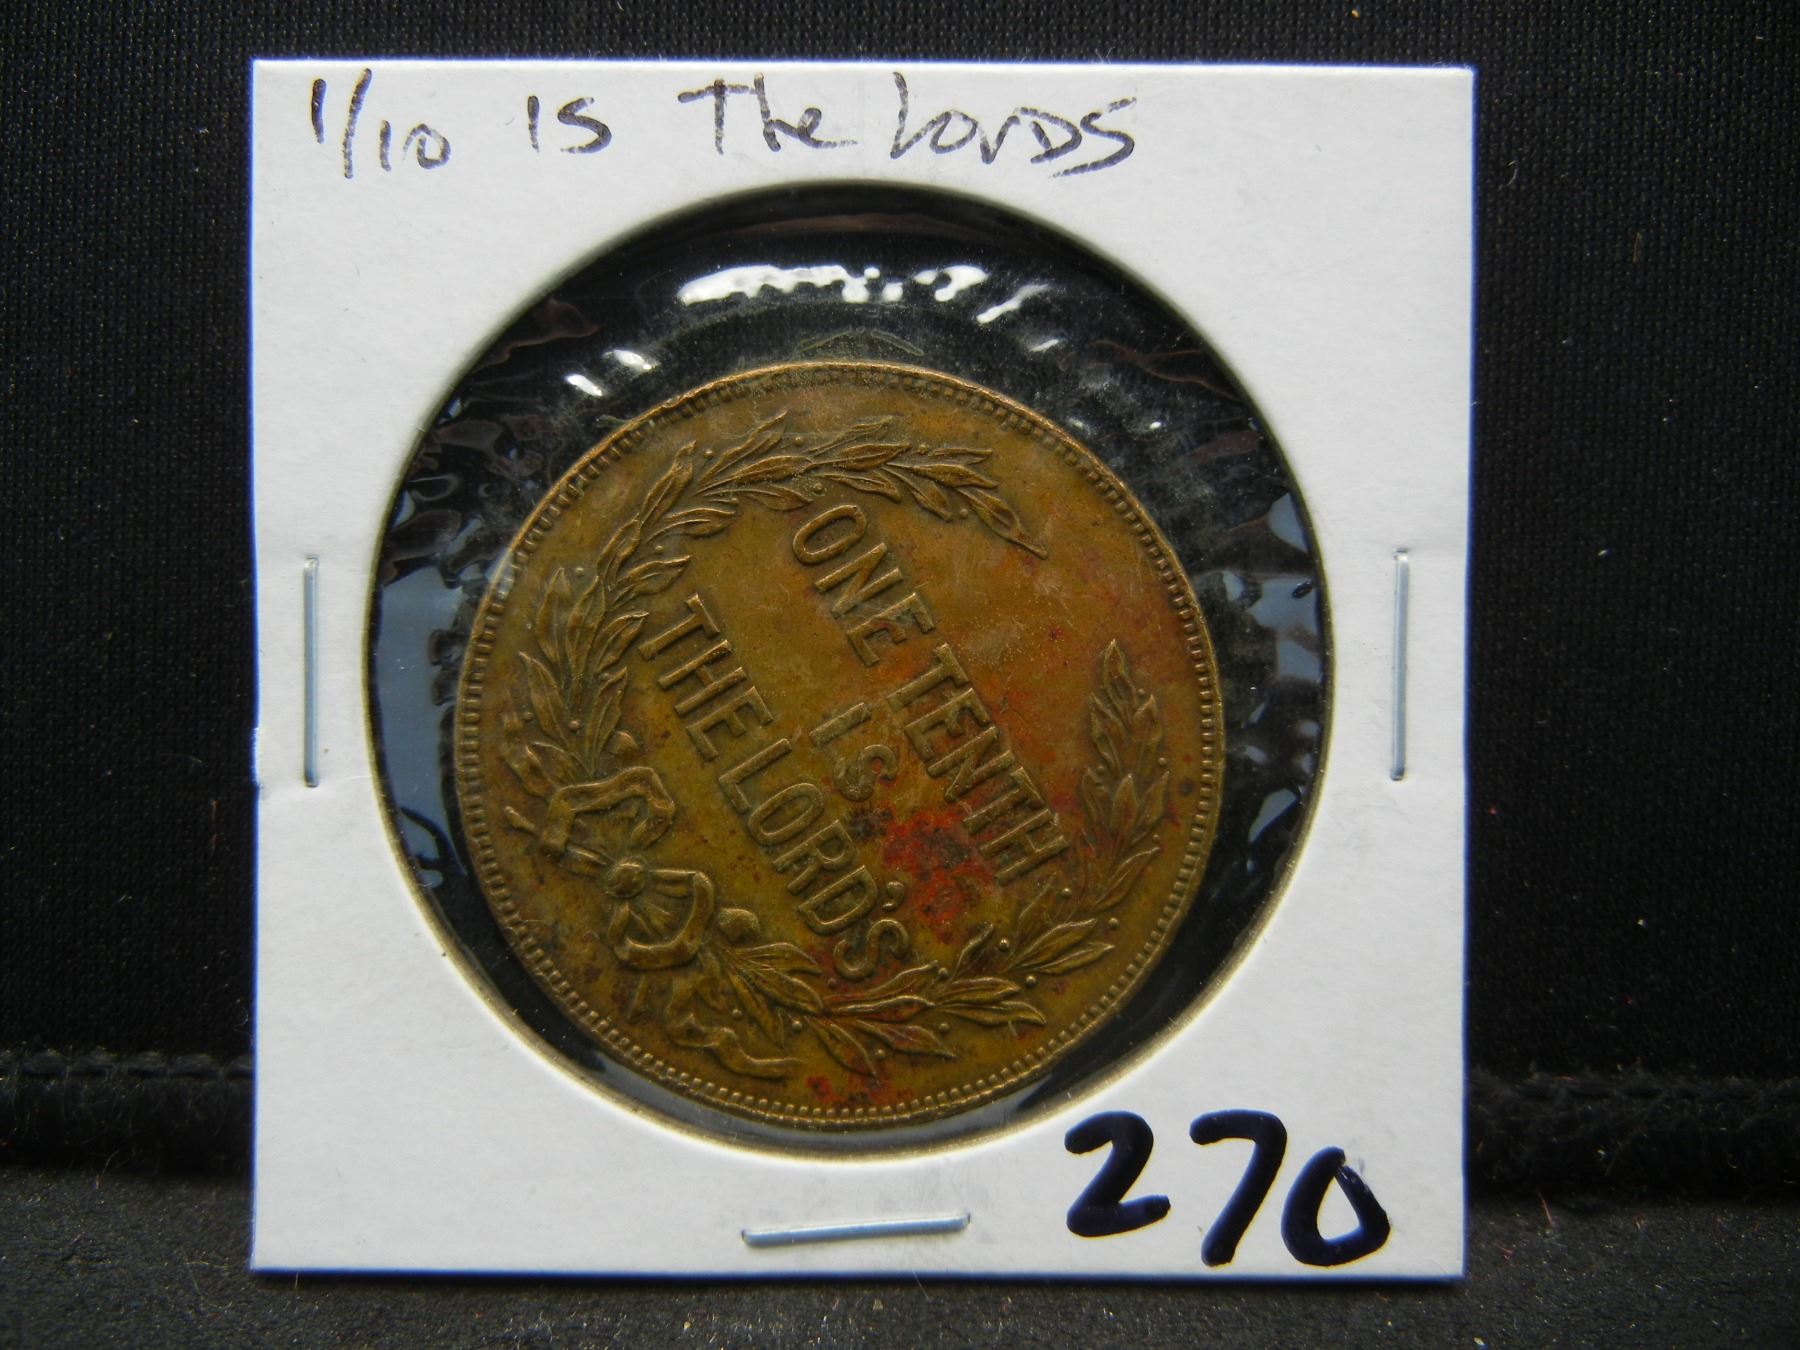 1/10 IS The Lords
ONE TENTH
IS
THE LORD'S
270